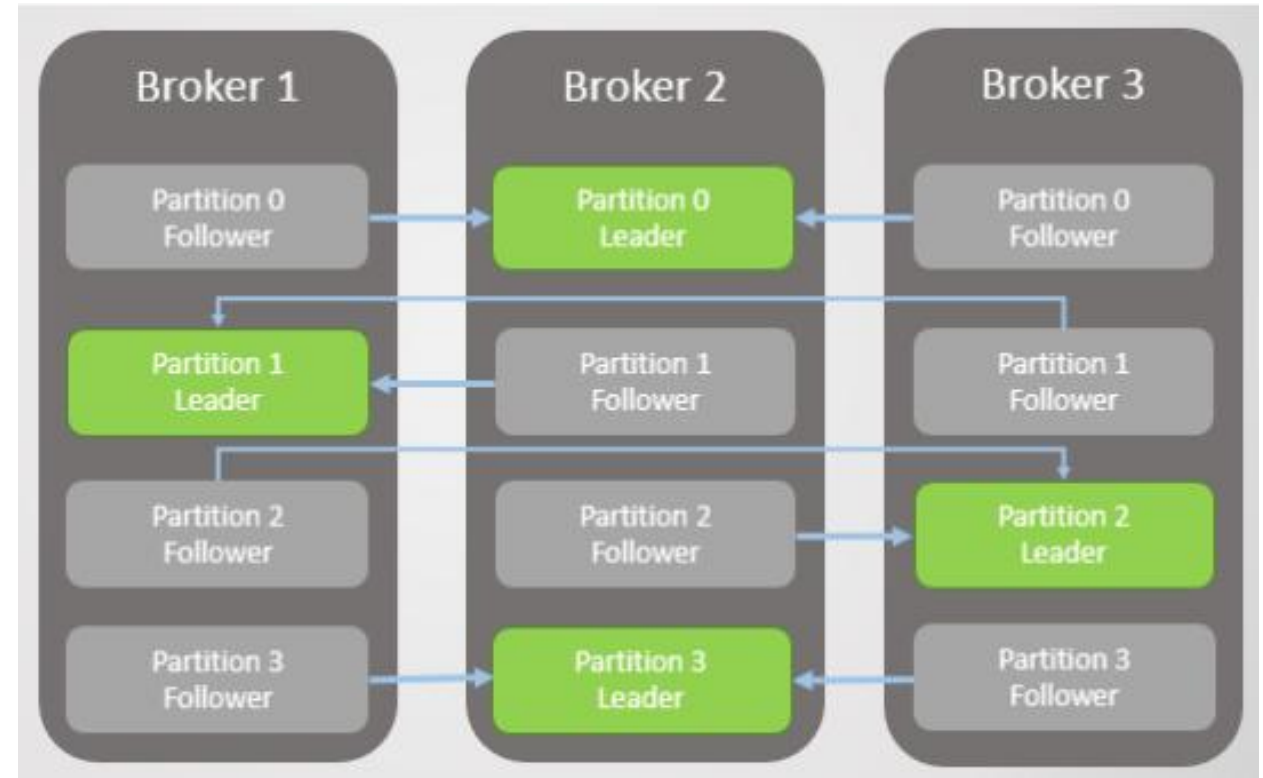 Broker 1
Broker 2
Broker 3
Partition 0
Follower
Partition 0
Leader
Partition 0
Follower
Partition 1
Leader
Partition 1
Follower
Partition 1
Follower
Partition 2
Follower
Partition 2
Follower
Partition 2
Leader
Partition 3
Follower
Partition 3
Leader
Partition 3
Follower